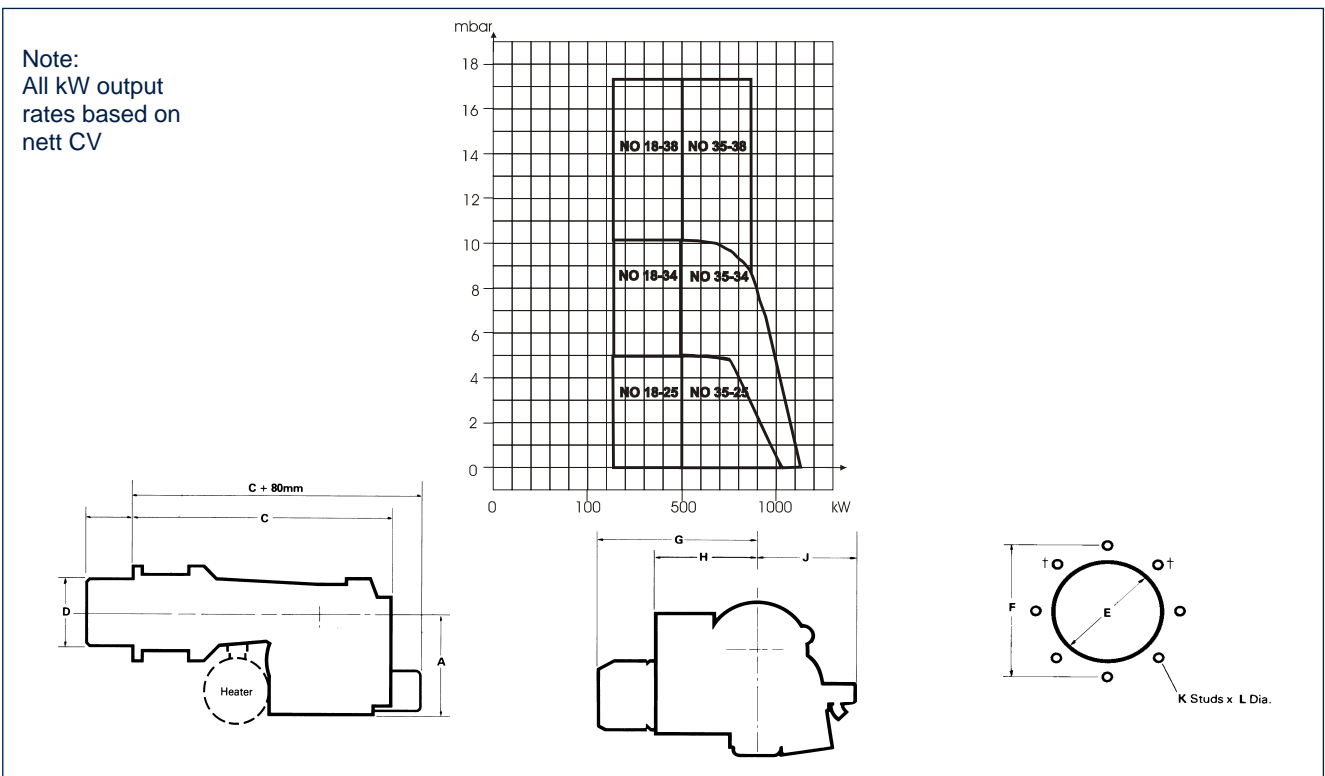 Note:
All kW output
rates based on
nett CV
mbar
18
16
14
12
10
8
6
4
2
0
NO 18-38 NO 35-38
NO 18-34 NO 35-34
NO 18-25 NO 35-25
0 100 500 1000 kW
C + 80mm
C
D
A
Heater
G
H
J
† †
F
E
K Studs x L Dia.